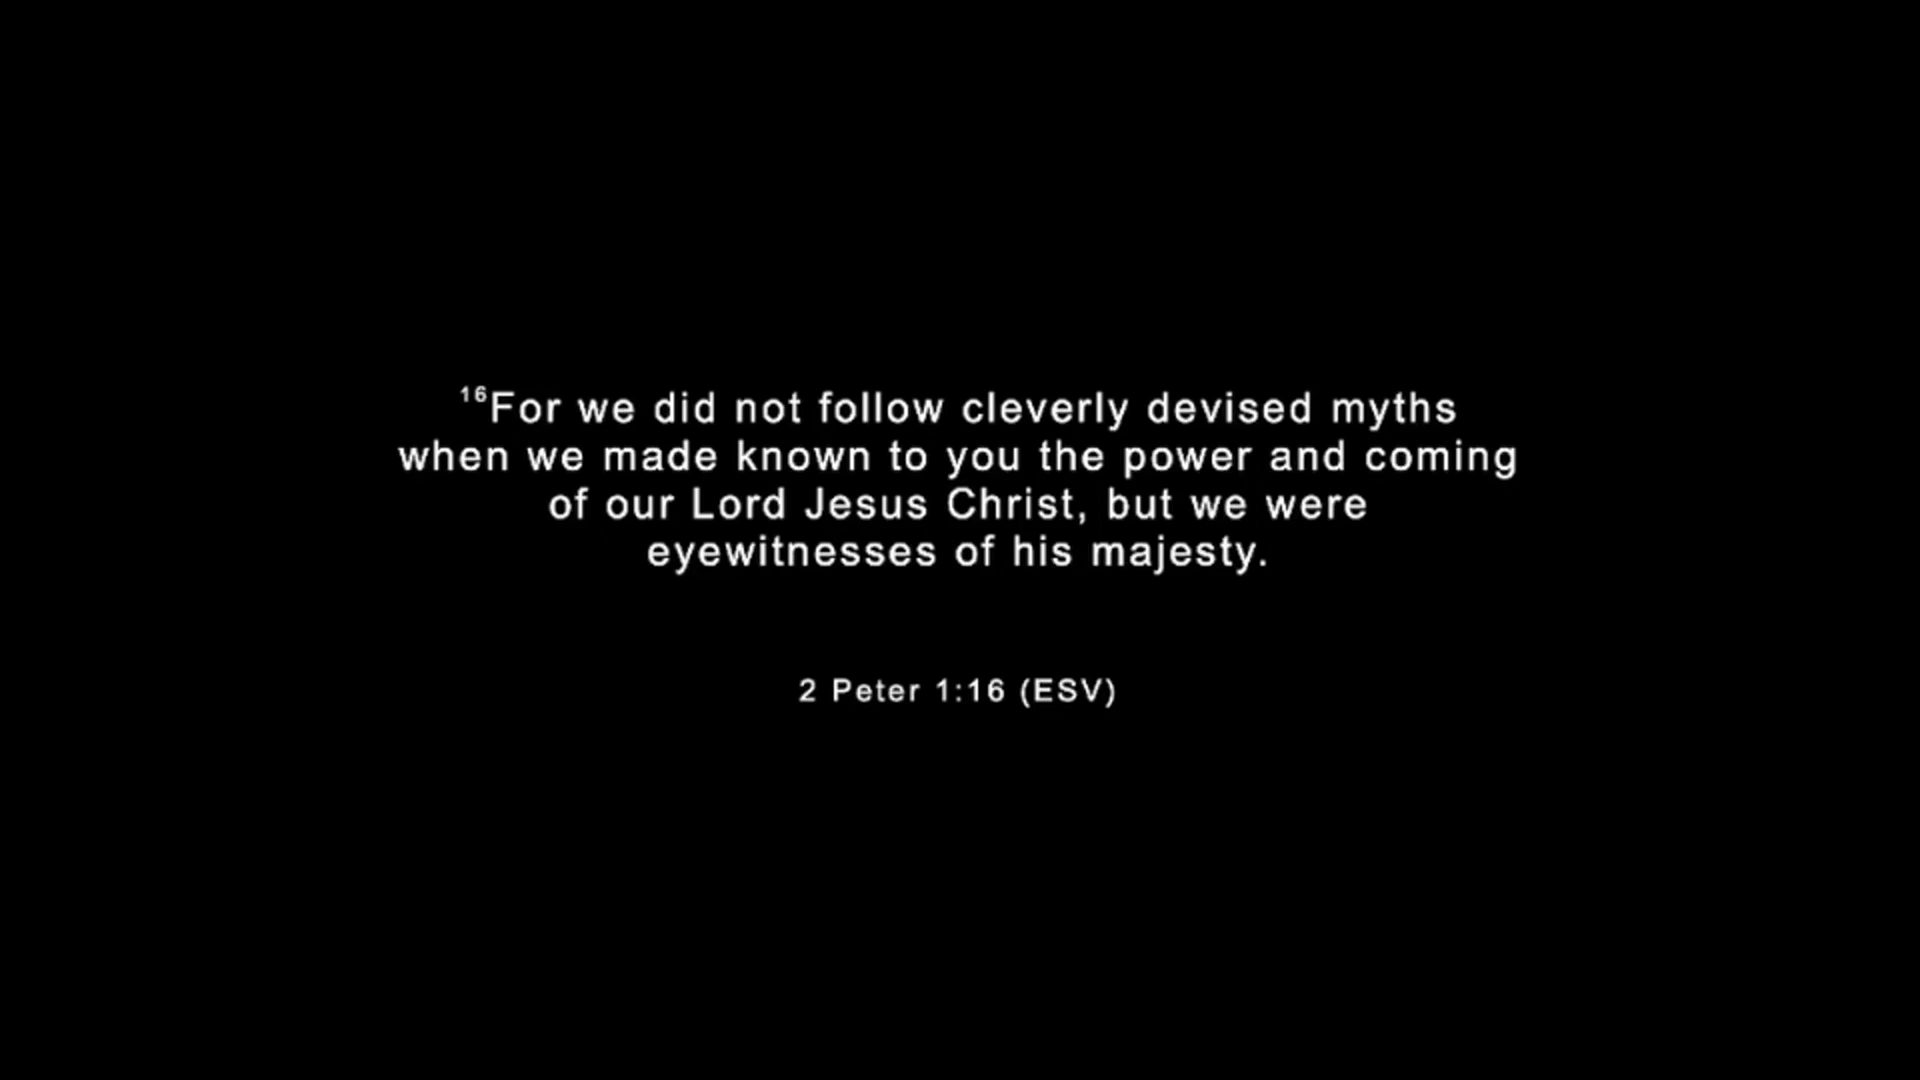 ¹⁶For we did not follow cleverly devised myths
when we made known to you the power and coming
of our Lord Jesus Christ, but we were
eyewitnesses of his majesty.
2 Peter 1:16 (ESV)